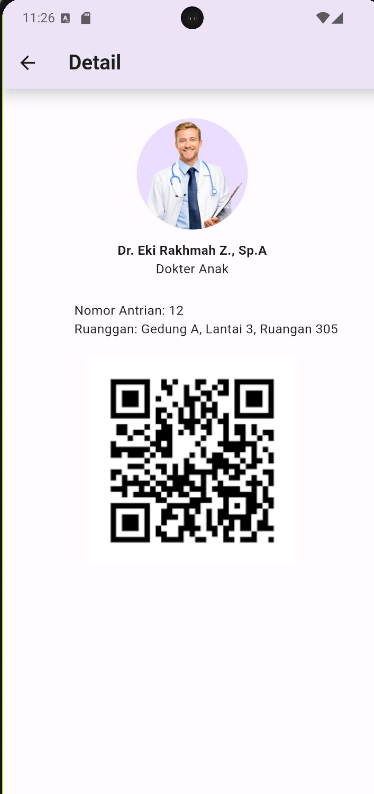 11:26
Detail
Dr. Eki Rakhmah Z., Sp.A
Dokter Anak
Nomor Antrian: 12
Ruanggan: Gedung A, Lantai 3, Ruangan 305